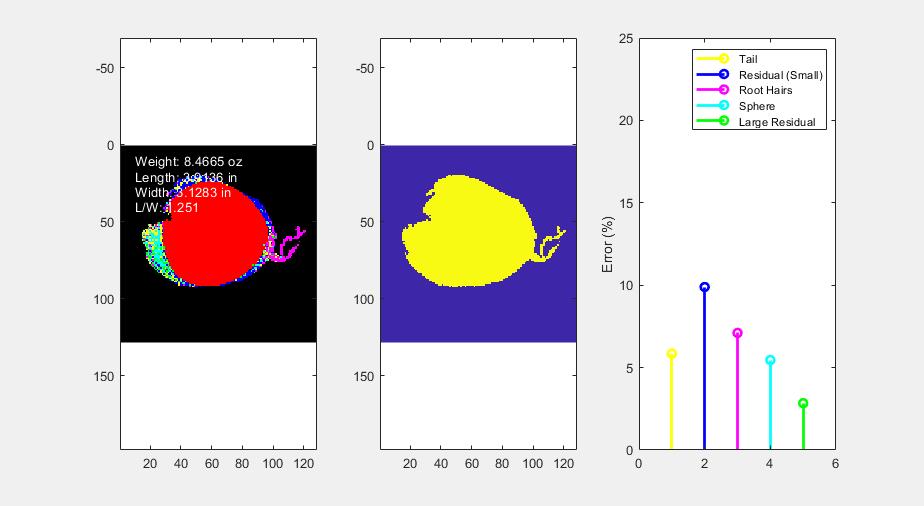 -50
0
50
100
150
20 40 60 80 100 120
Weight: 8.4665 oz
Length: 3.9136 in
Width: 3.1283 in
L/W: 1.251
-50
0
50
100
150
20 40 60 80 100 120
Error (%)
25
20
15
10
5
0
0 2 4 6
Tail
Residual (Small)
Root Hairs
Sphere
Large Residual